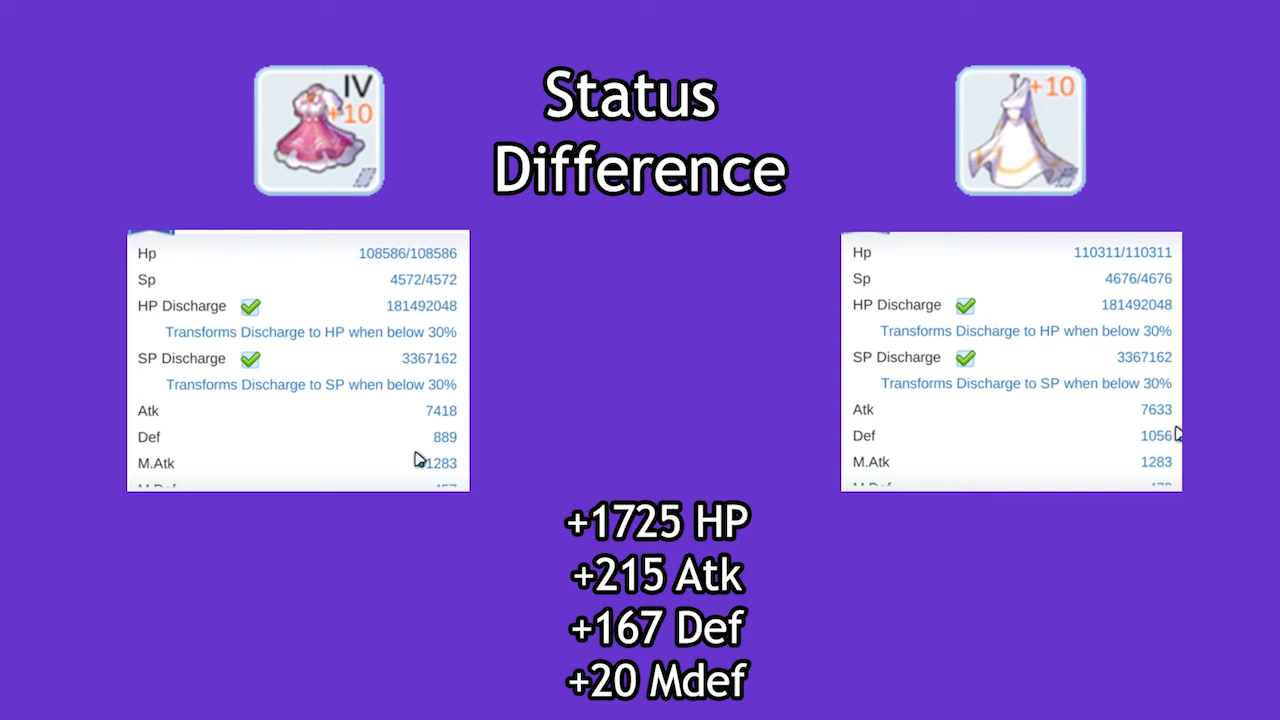 IV
+10
Status
Difference
+10
Hp 108586/108586
Sp 4572/4572
HP Discharge 181492048
Transforms Discharge to HP when below 30%
SP Discharge 3367162
Transforms Discharge to SP when below 30%
Atk 7418
Def 889
M.Atk 1283
Hp 110311/110311
Sp 4676/4676
HP Discharge 181492048
Transforms Discharge to HP when below 30%
SP Discharge 3367162
Transforms Discharge to SP when below 30%
Atk 7633
Def 1056
M.Atk 1283
+1725 HP
+215 Atk
+167 Def
+20 Mdef